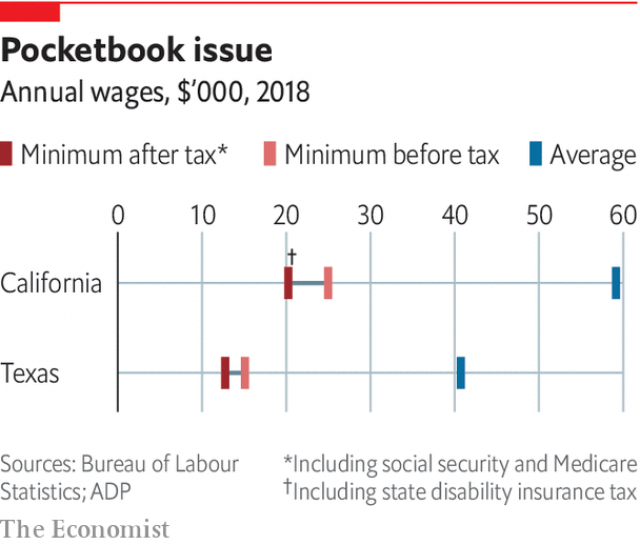 Pocketbook issue
Annual wages, $’000, 2018
Minimum after tax* Minimum before tax Average
0 10 20 30 40 50 60
†
California
Texas
Sources: Bureau of Labour
Statistics; ADP
*Including social security and Medicare
†Including state disability insurance tax
The Economist